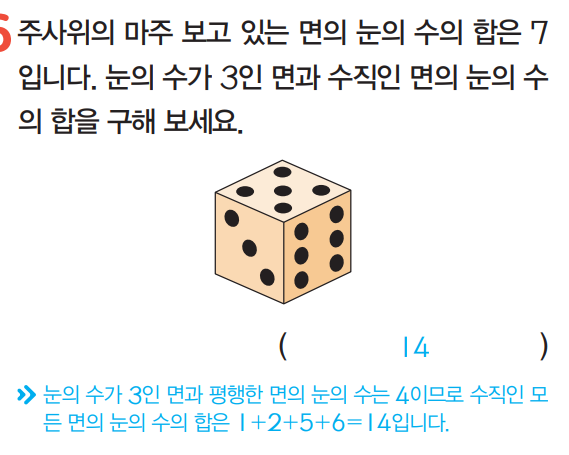 6 주사위의 마주 보고 있는 면의 눈의 수의 합은 7
입니다. 눈의 수가 3인 면과 수직인 면의 눈의 수
의 합을 구해 보세요.
( 14 )
눈의 수가 3인 면과 평행한 면의 눈의 수는 4이므로 수직인 모
든 면의 눈의 수의 합은 1+2+5+6=14입니다.